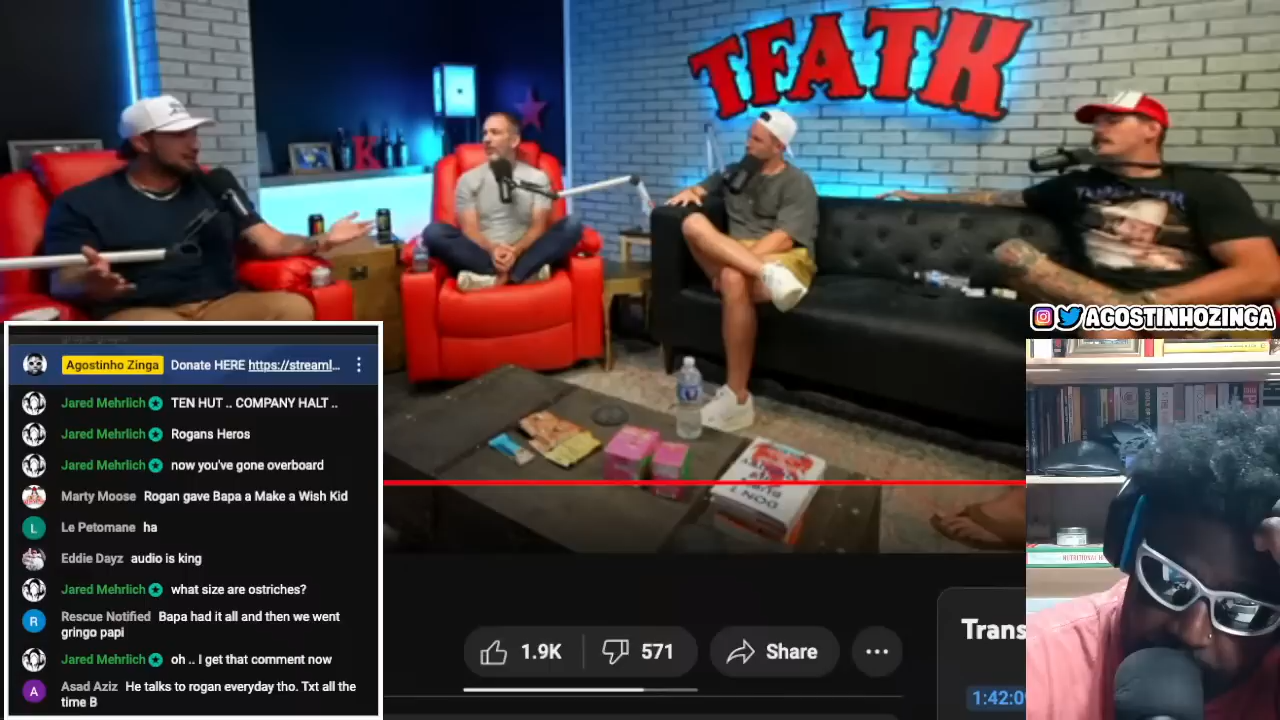 TFATK
K
AGOSTINHOZINGA
Agostinho Zinga Donate HERE https://streaml...
Jared Mehrlich TEN HUT .. COMPANY HALT ..
Jared Mehrlich Rogans Heros
Jared Mehrlich now you've gone overboard
Marty Moose Rogan gave Bapa a Make a Wish Kid
L Le Petomane ha
Eddie Dayz audio is king
Jared Mehrlich what size are ostriches?
R Rescue Notified Bapa had it all and then we went
gringo papi
Jared Mehrlich oh .. I get that comment now
A Asad Aziz He talks to rogan everyday tho. Txt all the
time B
1.9K
571
Share
Trans
1:42:09